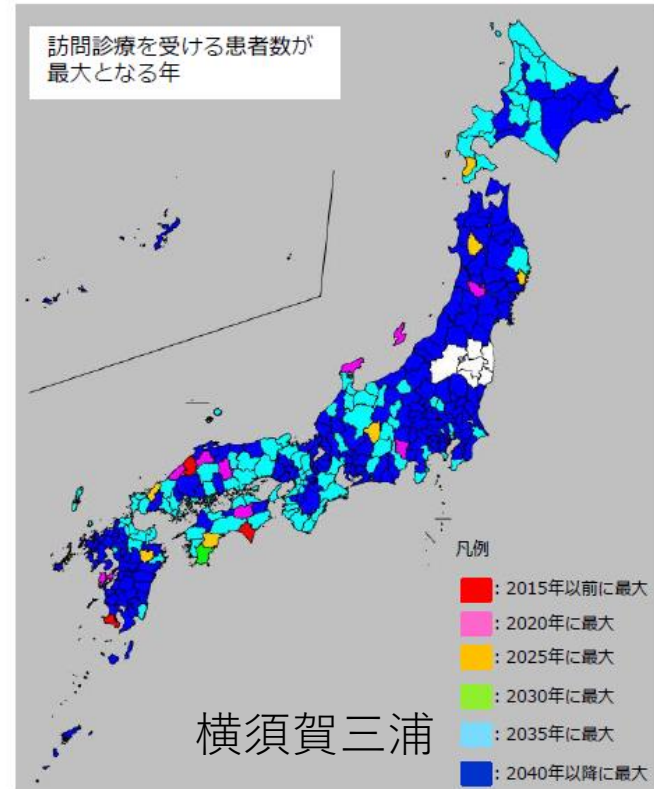 訪問診療を受ける患者数が
最大となる年
凡例
：2015年以前に最大
：2020年に最大
：2025年に最大
：2030年に最大
：2035年に最大
：2040年以降に最大
横須賀三浦